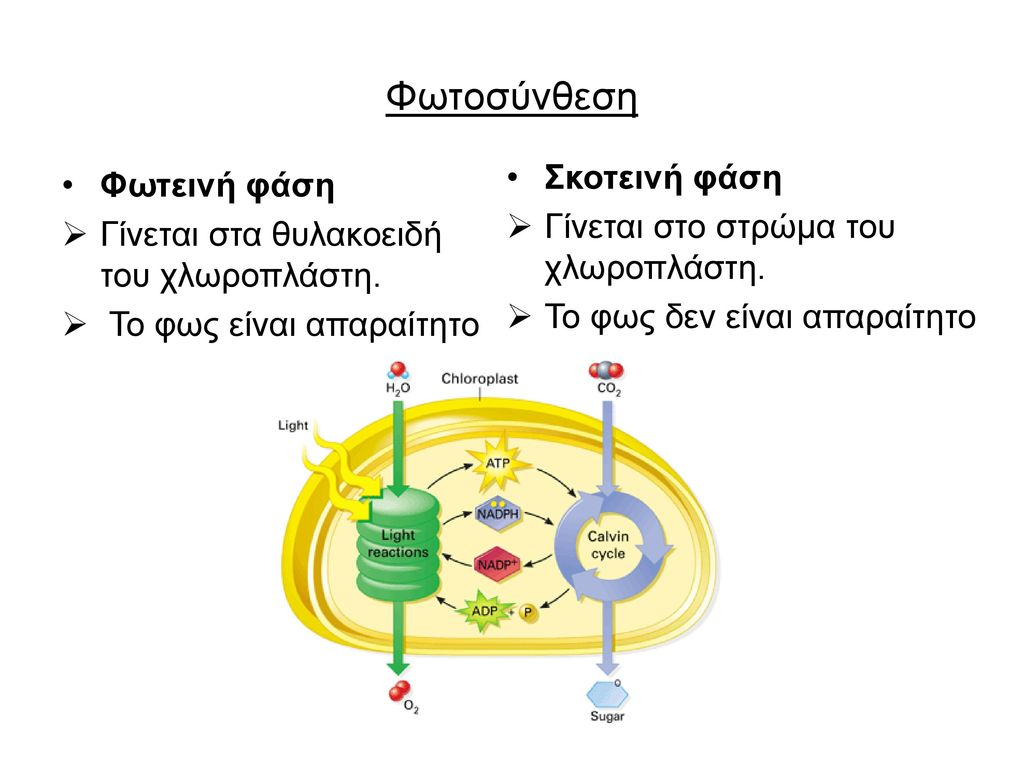 Φωτοσύνθεση
• Φωτεινή φάση
➢ Γίνεται στα θυλακοειδή
του χλωροπλάστη.
➢ Το φως είναι απαραίτητο
• Σκοτεινή φάση
➢ Γίνεται στο στρώμα του
χλωροπλάστη.
➢ Το φως δεν είναι απαραίτητο
H₂O
Chloroplast
CO₂
Light
ATP
NADPH
Light
reactions
Calvin
cycle
NADP⁺
ADP + P
O₂
O
Sugar